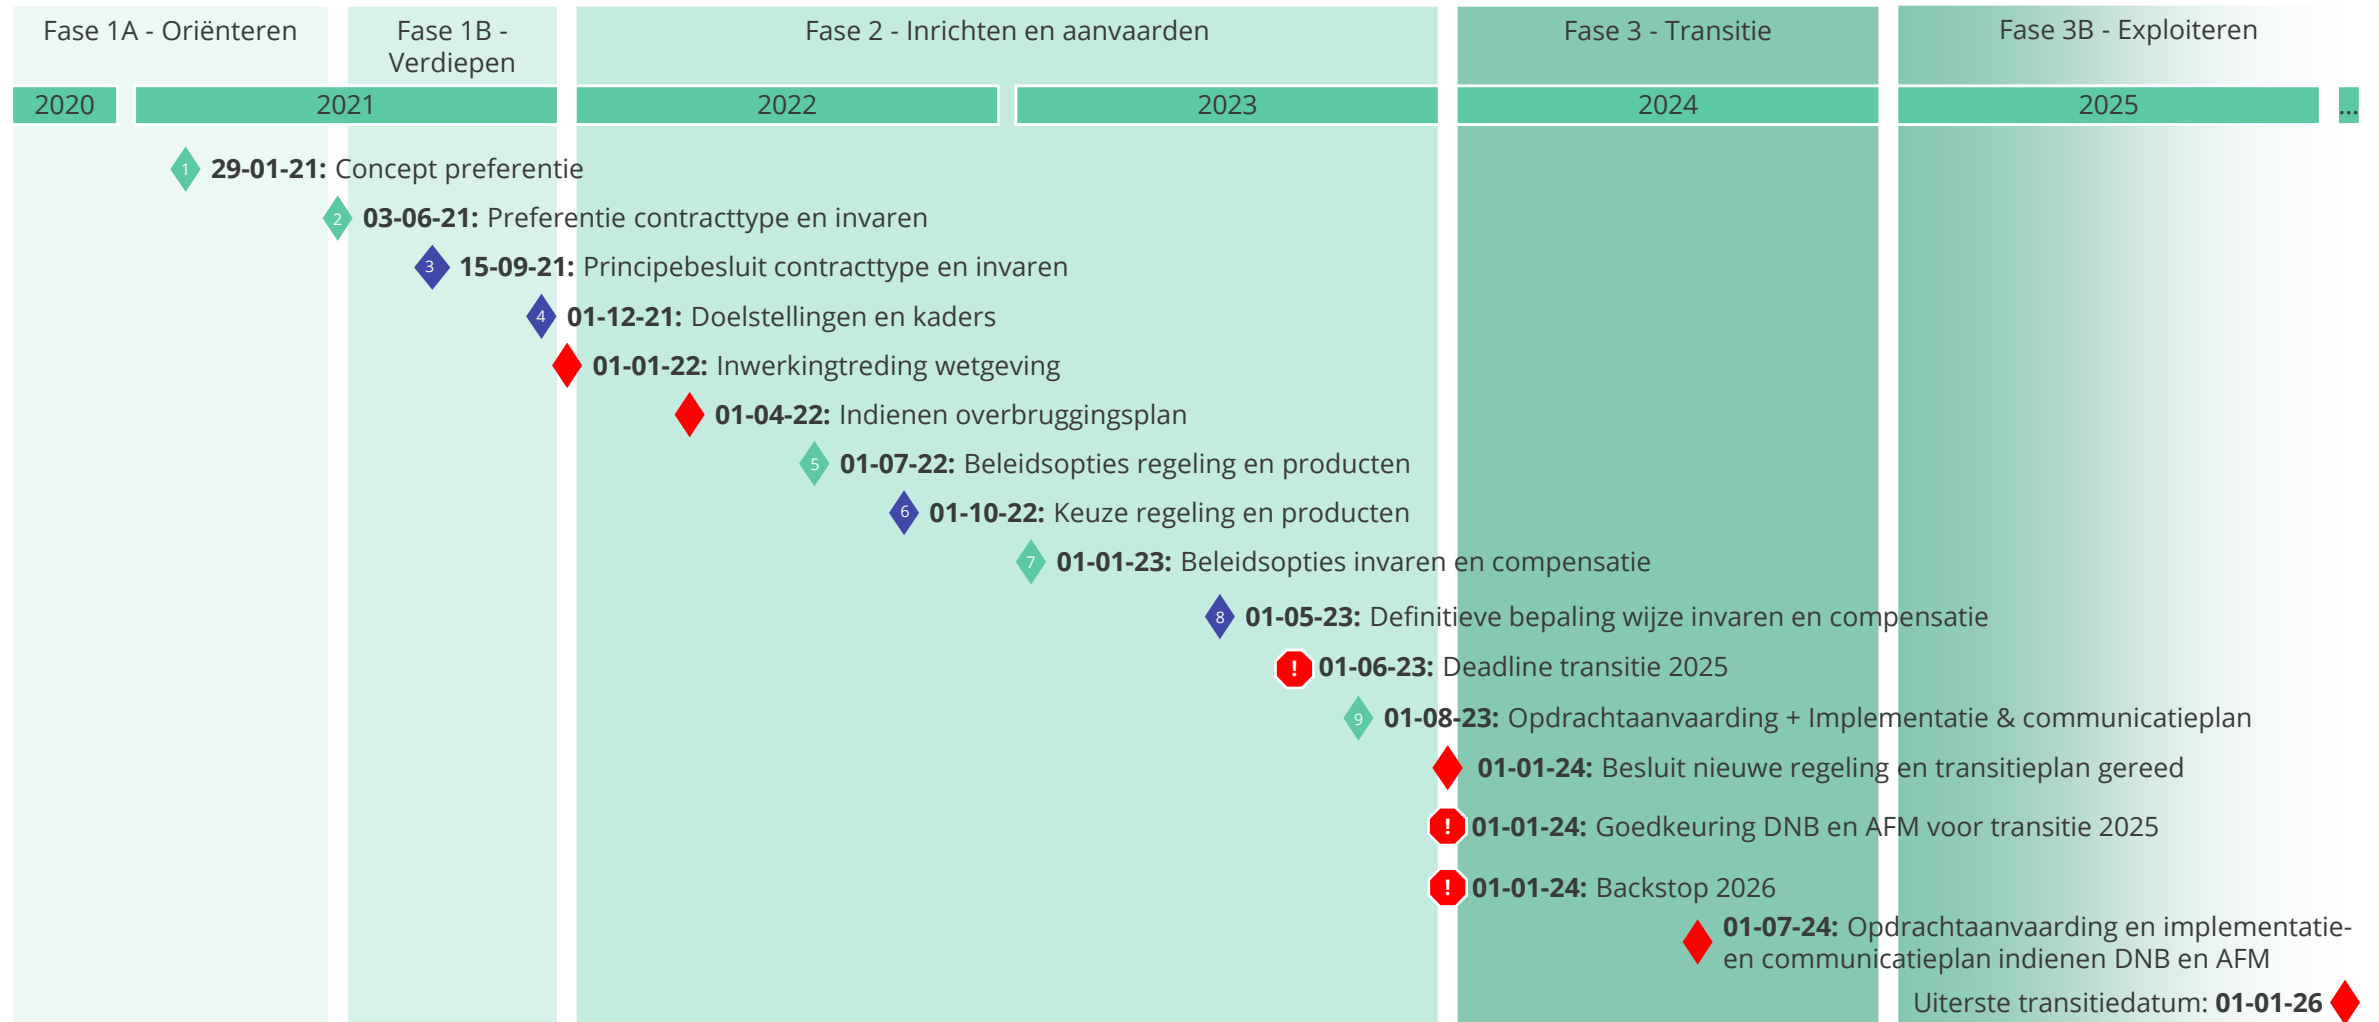 Fase 1A - Oriënteren
Fase 1B -
Verdiepen
Fase 2 - Inrichten en aanvaarden
Fase 3 - Transitie
Fase 3B - Exploiteren
2020
2021
2022
2023
2024
2025
...
1 29-01-21: Concept preferentie
2 03-06-21: Preferentie contracttype en invaren
3 15-09-21: Principebesluit contracttype en invaren
4 01-12-21: Doelstellingen en kaders
01-01-22: Inwerkingtreding wetgeving
01-04-22: Indienen overbruggingsplan
5 01-07-22: Beleidsopties regeling en producten
6 01-10-22: Keuze regeling en producten
7 01-01-23: Beleidsopties invaren en compensatie
8 01-05-23: Definitieve bepaling wijze invaren en compensatie
! 01-06-23: Deadline transitie 2025
9 01-08-23: Opdrachtaanvaarding + Implementatie & communicatieplan
01-01-24: Besluit nieuwe regeling en transitieplan gereed
! 01-01-24: Goedkeuring DNB en AFM voor transitie 2025
! 01-01-24: Backstop 2026
01-07-24: Opdrachtaanvaarding en implementatie-
en communicatieplan indienen DNB en AFM
Uiterste transitiedatum: 01-01-26